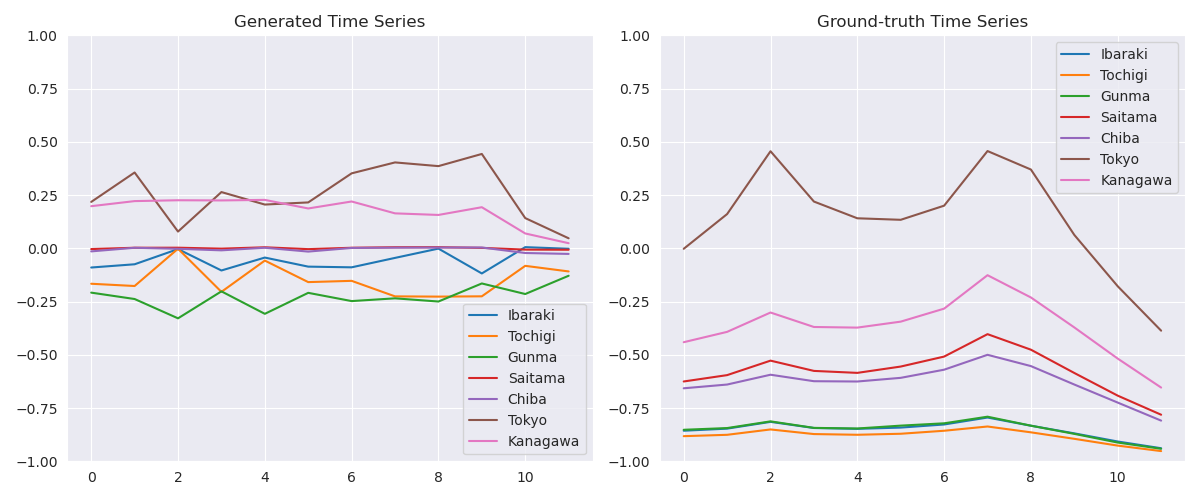 Generated Time Series
1.00
0.75
0.50
0.25
0.00
−0.25
−0.50
−0.75
−1.00
0 2 4 6 8 10
Ibaraki
Tochigi
Gunma
Saitama
Chiba
Tokyo
Kanagawa
Ground-truth Time Series
1.00
0.75
0.50
0.25
0.00
−0.25
−0.50
−0.75
−1.00
0 2 4 6 8 10
Ibaraki
Tochigi
Gunma
Saitama
Chiba
Tokyo
Kanagawa